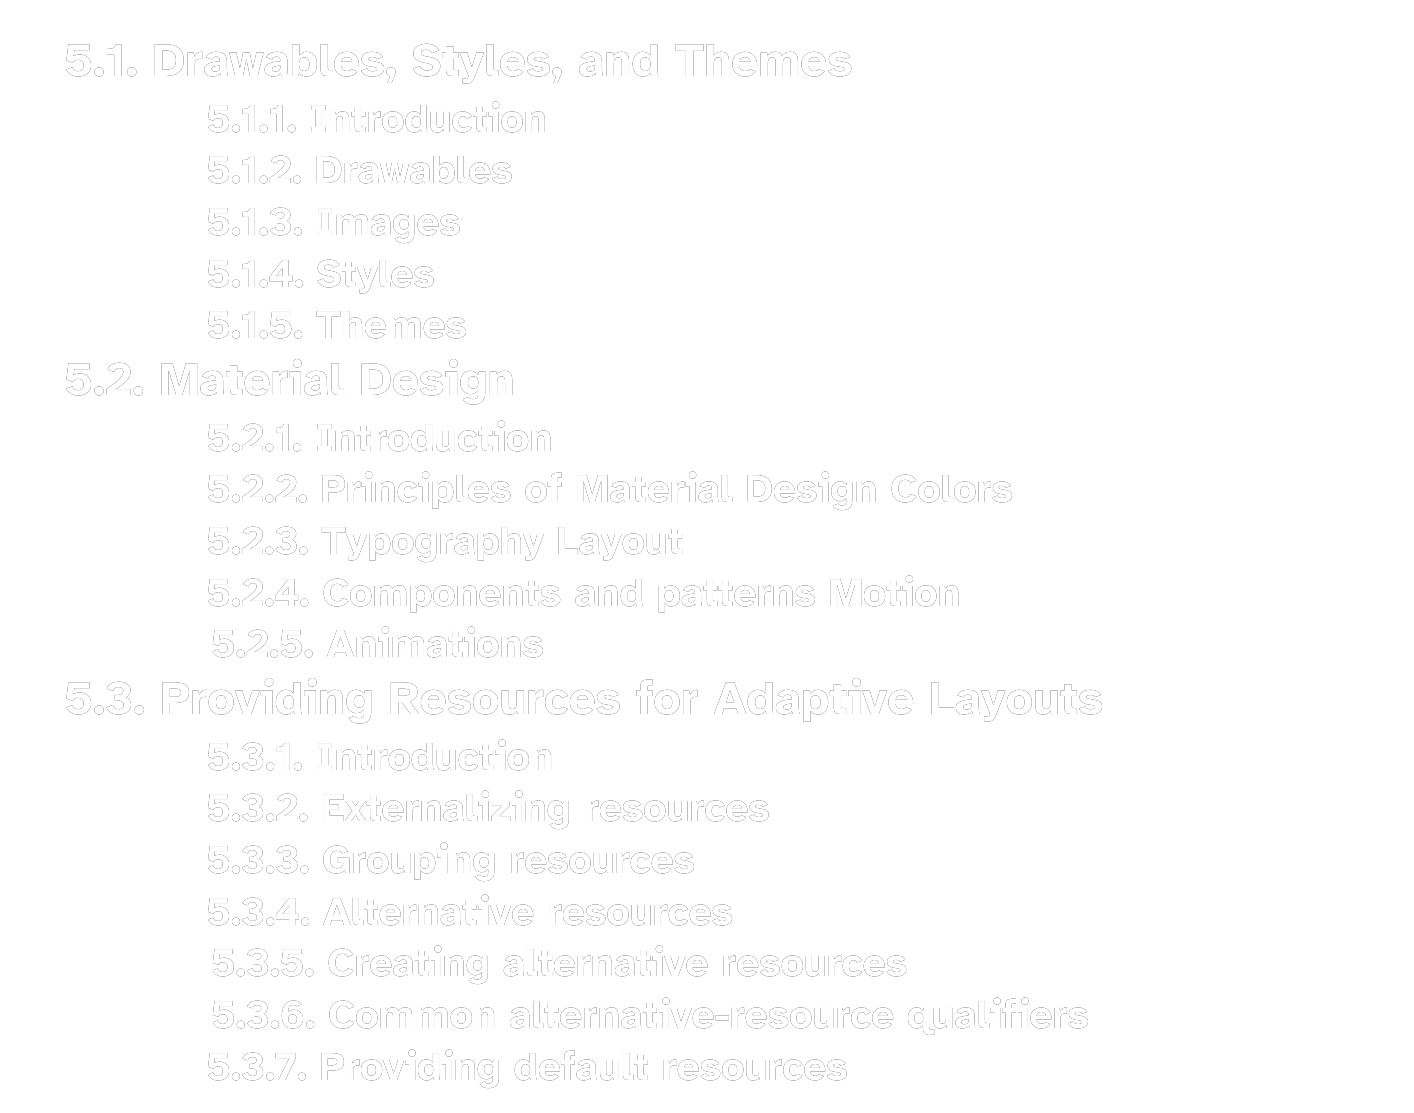 5.1. Drawables, Styles, and Themes
5.1.1. Introduction
5.1.2. Drawables
5.1.3. Images
5.1.4. Styles
5.1.5. Themes
5.2. Material Design
5.2.1. Introduction
5.2.2. Principles of Material Design Colors
5.2.3. Typography Layout
5.2.4. Components and patterns Motion
5.2.5. Animations
5.3. Providing Resources for Adaptive Layouts
5.3.1. Introduction
5.3.2. Externalizing resources
5.3.3. Grouping resources
5.3.4. Alternative resources
5.3.5. Creating alternative resources
5.3.6. Common alternative-resource qualifiers
5.3.7. Providing default resources